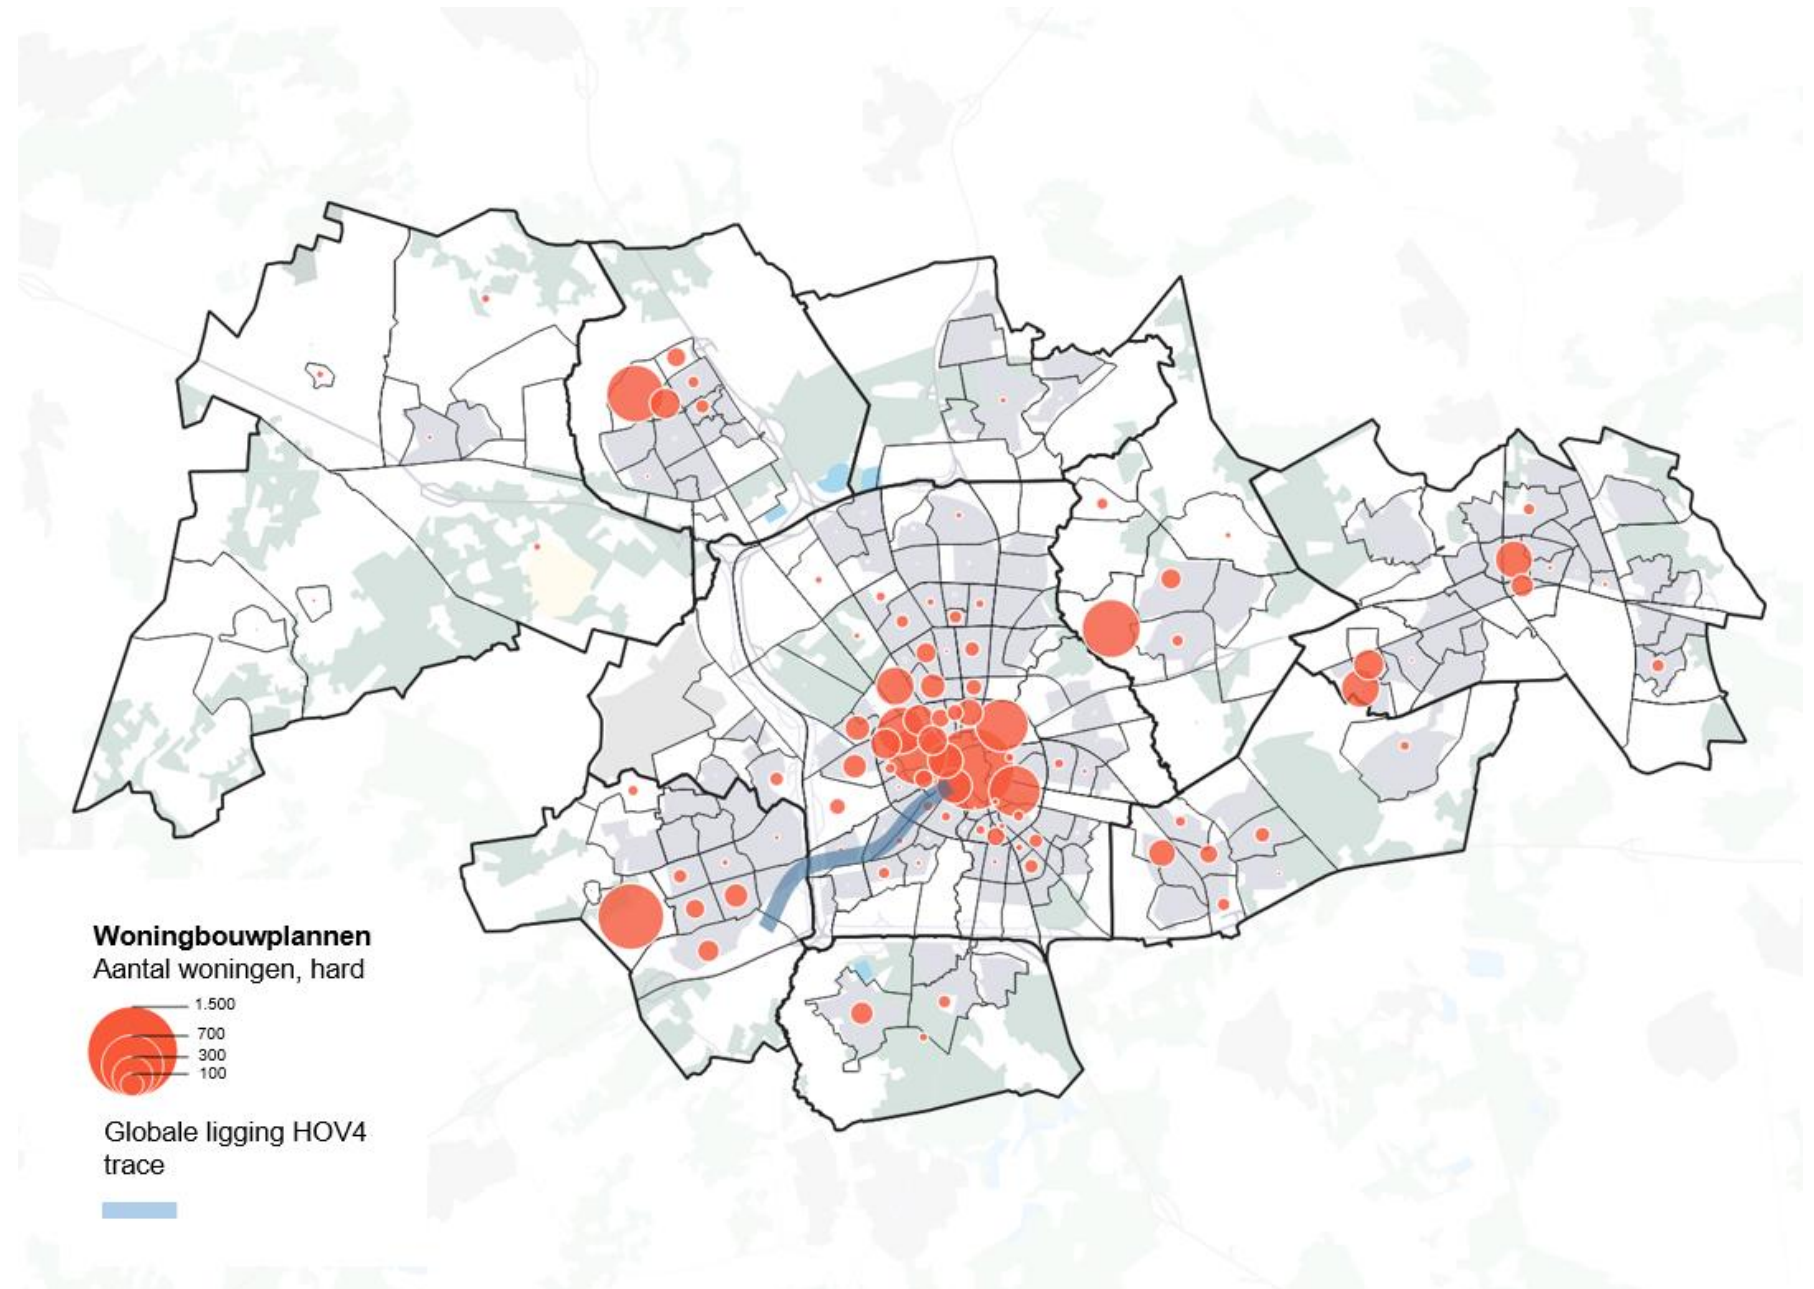 Woningbouwplannen
Aantal woningen, hard
1.500
700
300
100
Globale ligging HOV4
trace